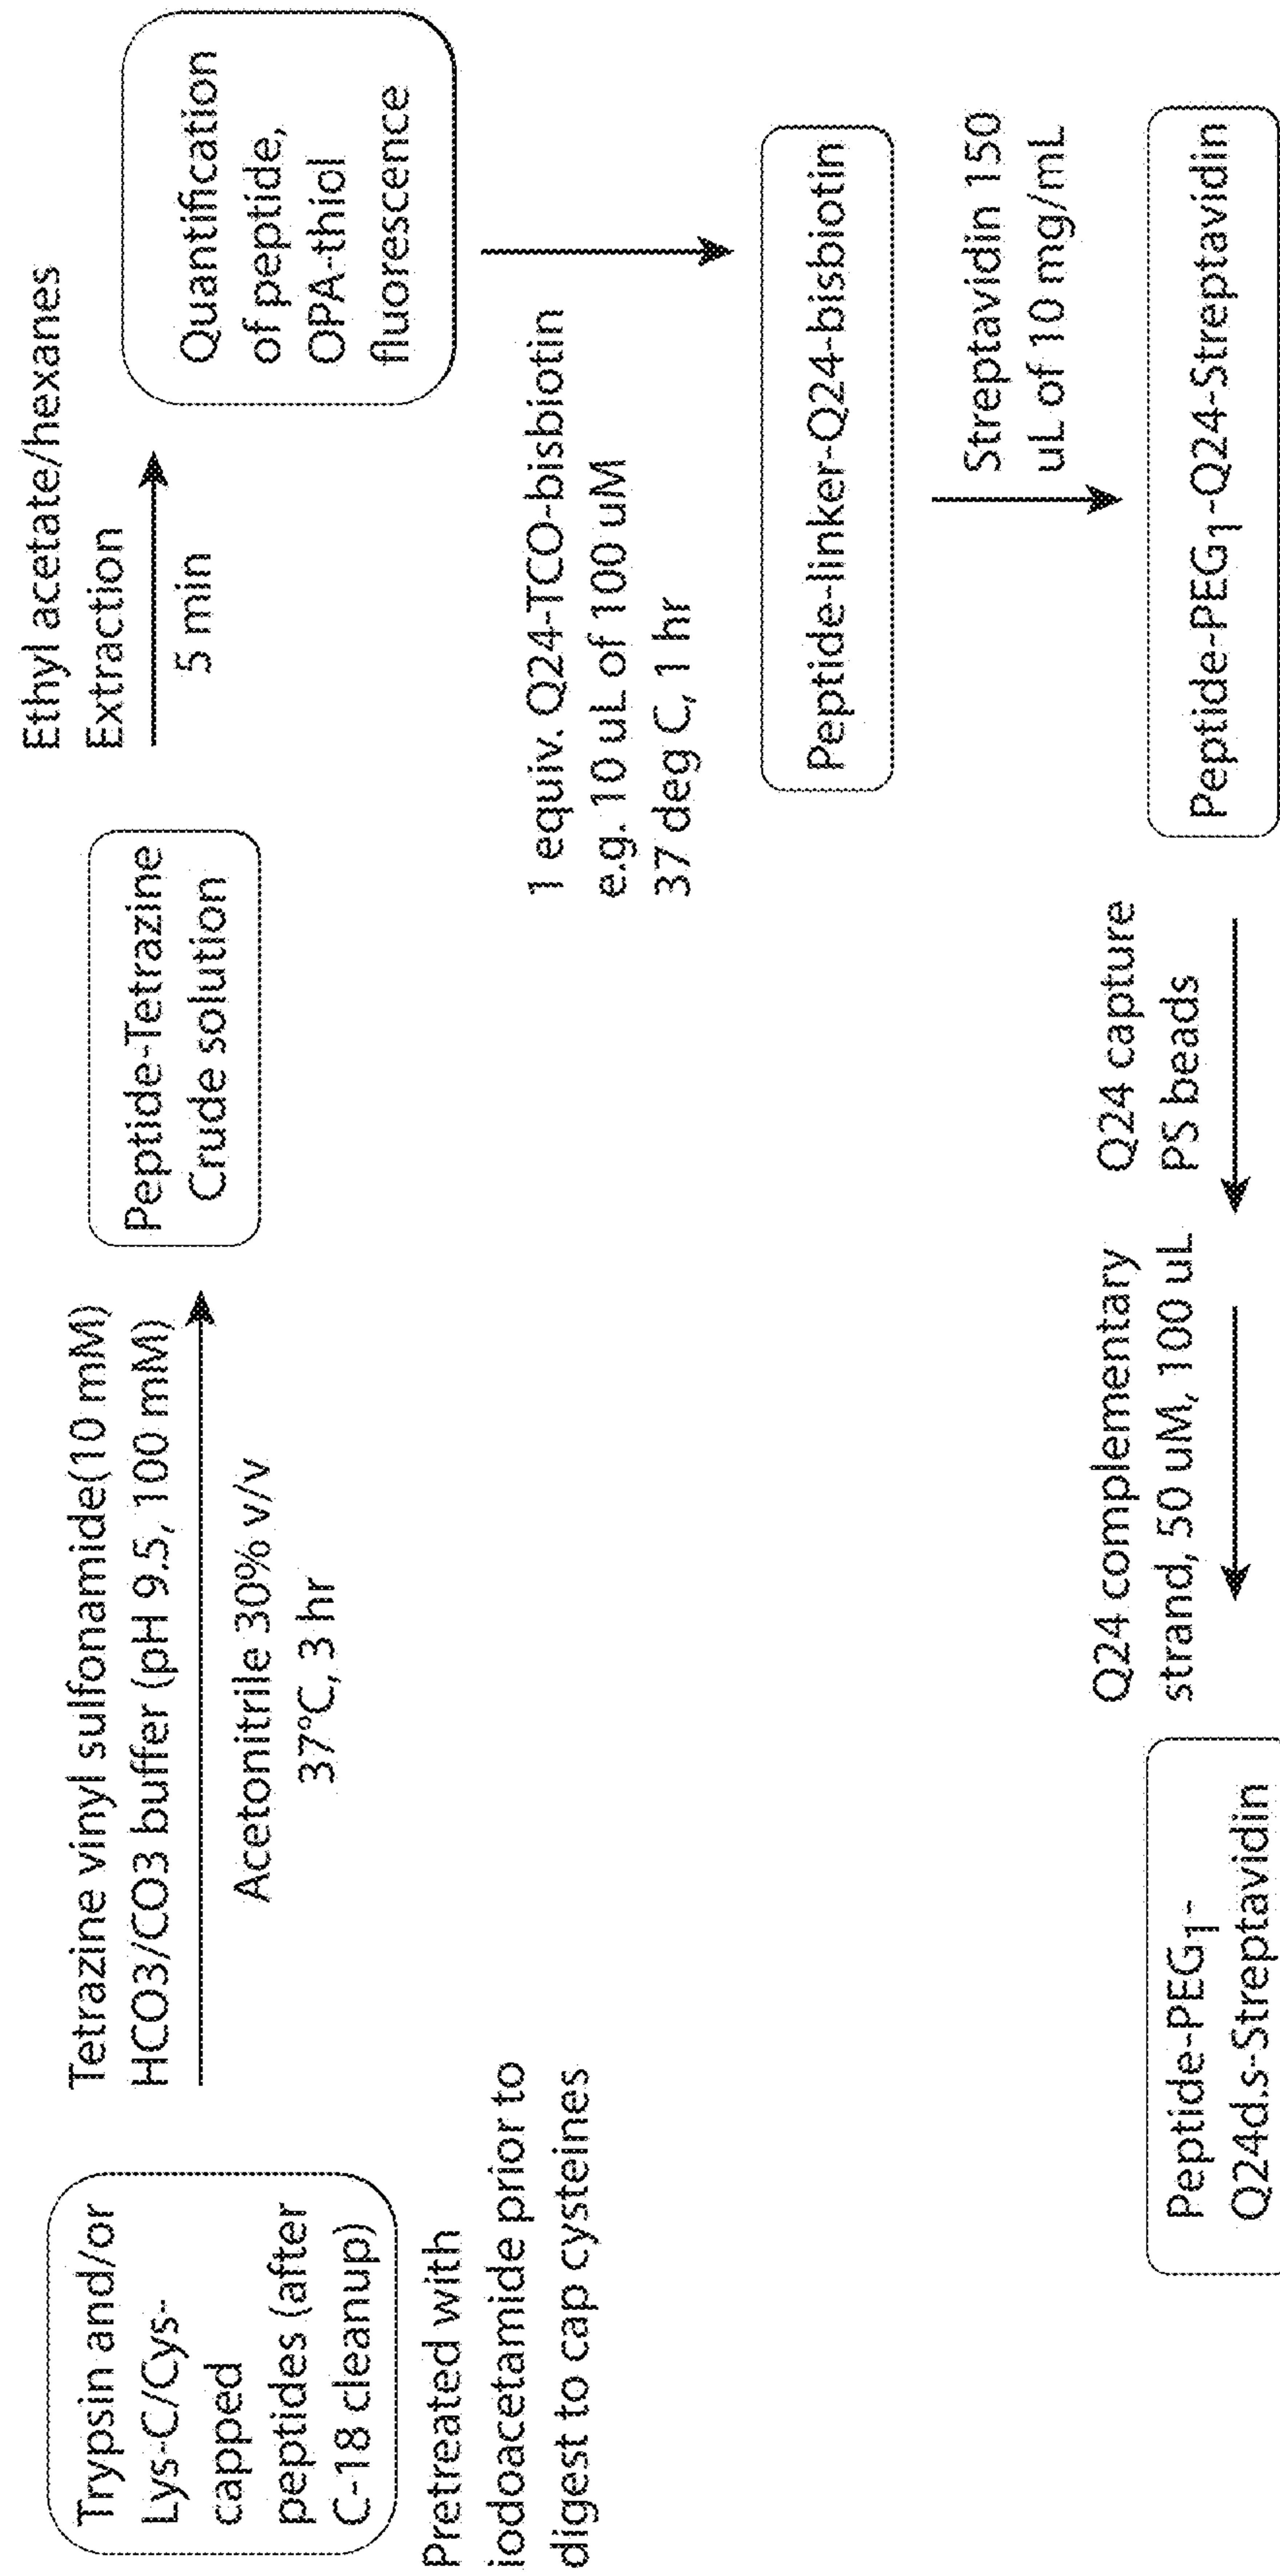 Trypsin and/or
Lys-C/Cys-
capped
peptides (after
C-18 cleanup)
Pretreated with
iodoacetamide prior to
digest to cap cysteines
Tetrazine vinyl sulfonamide(10 mM)
HCO3/CO3 buffer (pH 9.5, 100 mM)
Acetonitrile 30% v/v
37°C, 3 hr
Peptide-Tetrazine
Crude solution
Ethyl acetate/hexanes
Extraction
5 min
Quantification
of peptide,
OPA-thiol
fluorescence
1 equiv. Q24-TCO-bisbiotin
e.g. 10 uL of 100 uM
37 deg C, 1 hr
Peptide-linker-Q24-bisbiotin
Streptavidin 150
uL of 10 mg/mL
Peptide-PEG1-Q24-Streptavidin
Q24 capture
PS beads
Q24 complementary
strand, 50 uM, 100 uL
Peptide-PEG1-
Q24d.s-Streptavidin